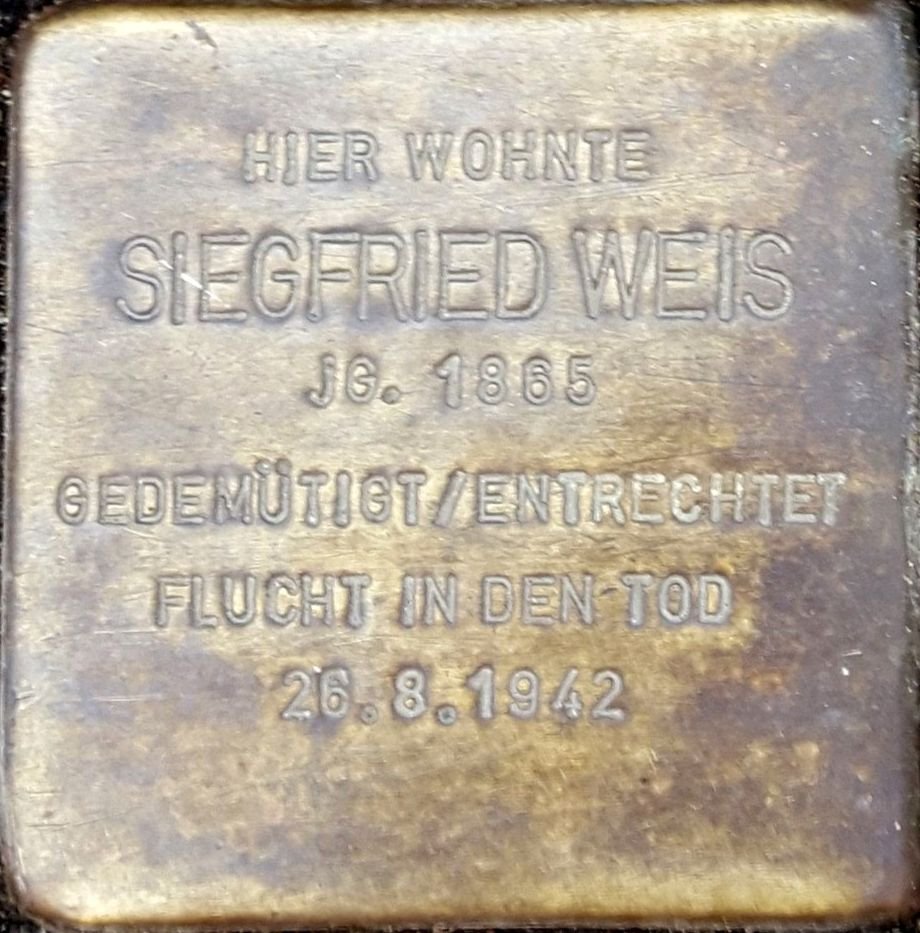 HIER WOHNTE
SIEGFRIED WEIS
JG. 1865
GEDEMÜTIGT/ENTRECHTET
FLUCHT IN DEN TOD
26.8.1942